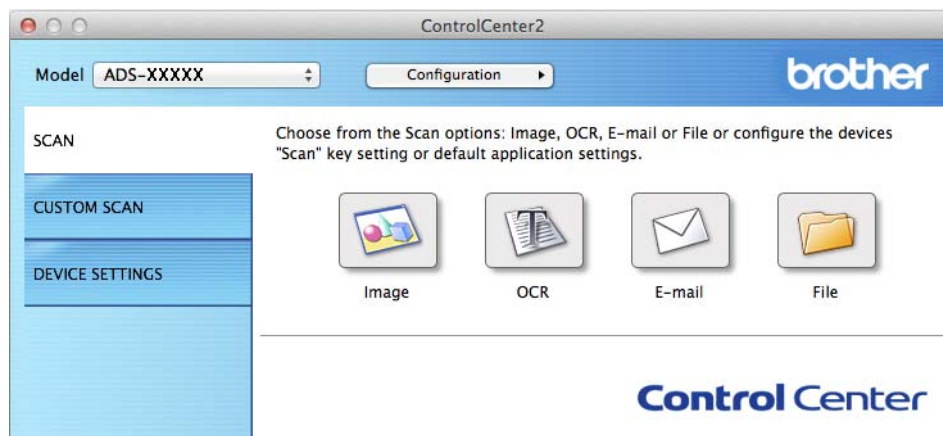 ControlCenter2
Model ADS-XXXXX Configuration
brother
SCAN
CUSTOM SCAN
DEVICE SETTINGS
Choose from the Scan options: Image, OCR, E-mail or File or configure the devices
"Scan" key setting or default application settings.
Image OCR E-mail File
Control Center